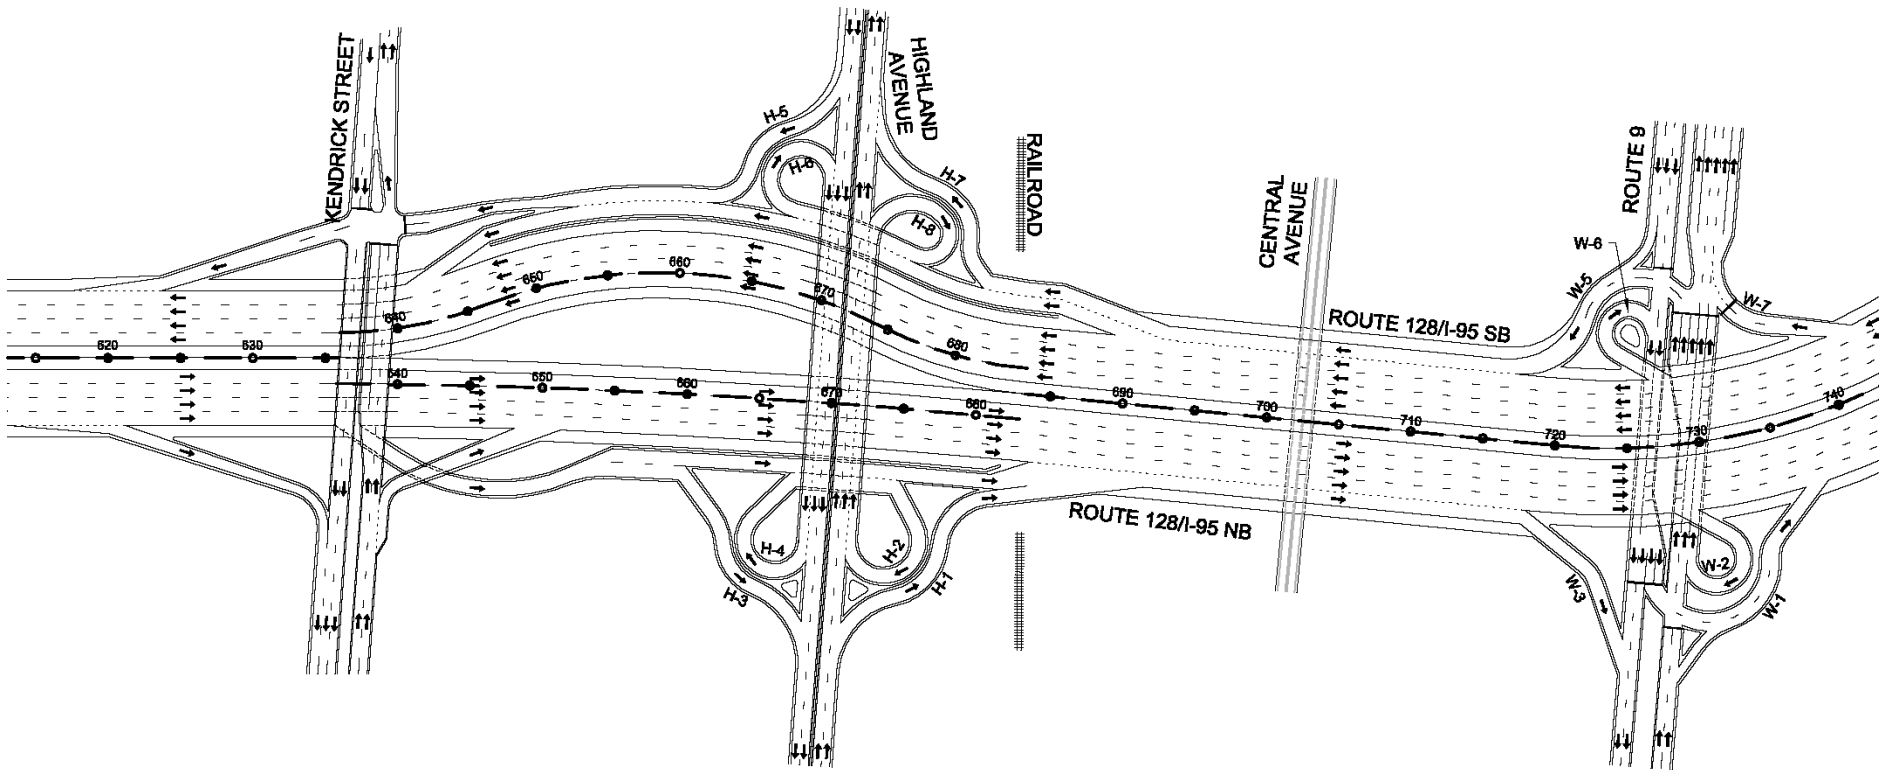 KENDRICK STREET
HIGHLAND
AVENUE
RAILROAD
CENTRAL
AVENUE
ROUTE 9
H-5
H-6
H-7
H-8
W-6
W-5
W-7
ROUTE 128/I-95 SB
620
630
640
650
660
670
680
690
700
710
720
730
740
640
650
660
670
680
ROUTE 128/I-95 NB
H-4
H-3
H-2
H-1
W-3
W-2
W-1